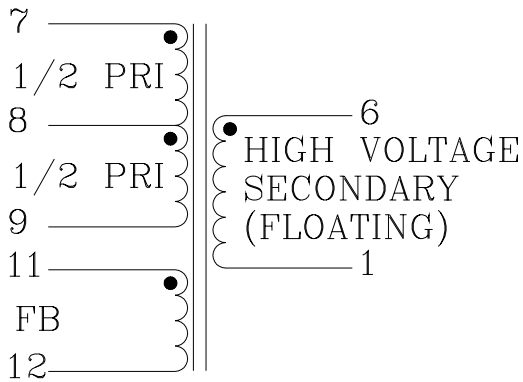 7
1/2 PRI
8
1/2 PRI
9
11
FB
12
6
HIGH VOLTAGE
SECONDARY
(FLOATING)
1